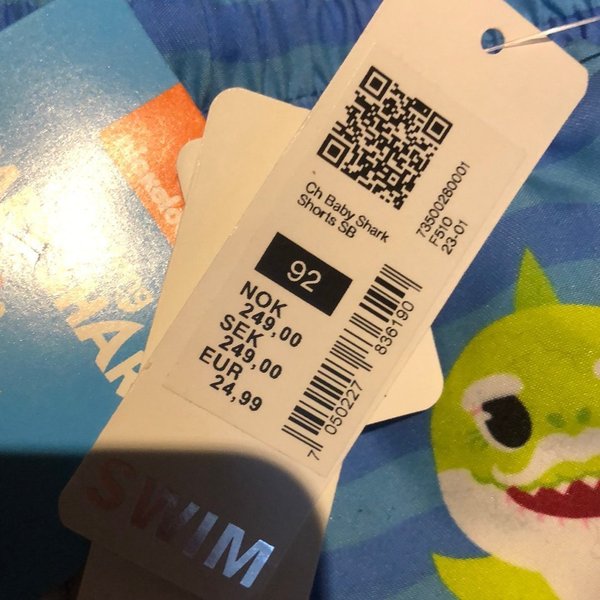 73500280001
F510
23-01
Ch Baby Shark
Shorts SB
92
NOK
249,00
SEK
249,00
EUR
24,99
7 050227 836190
SWIM